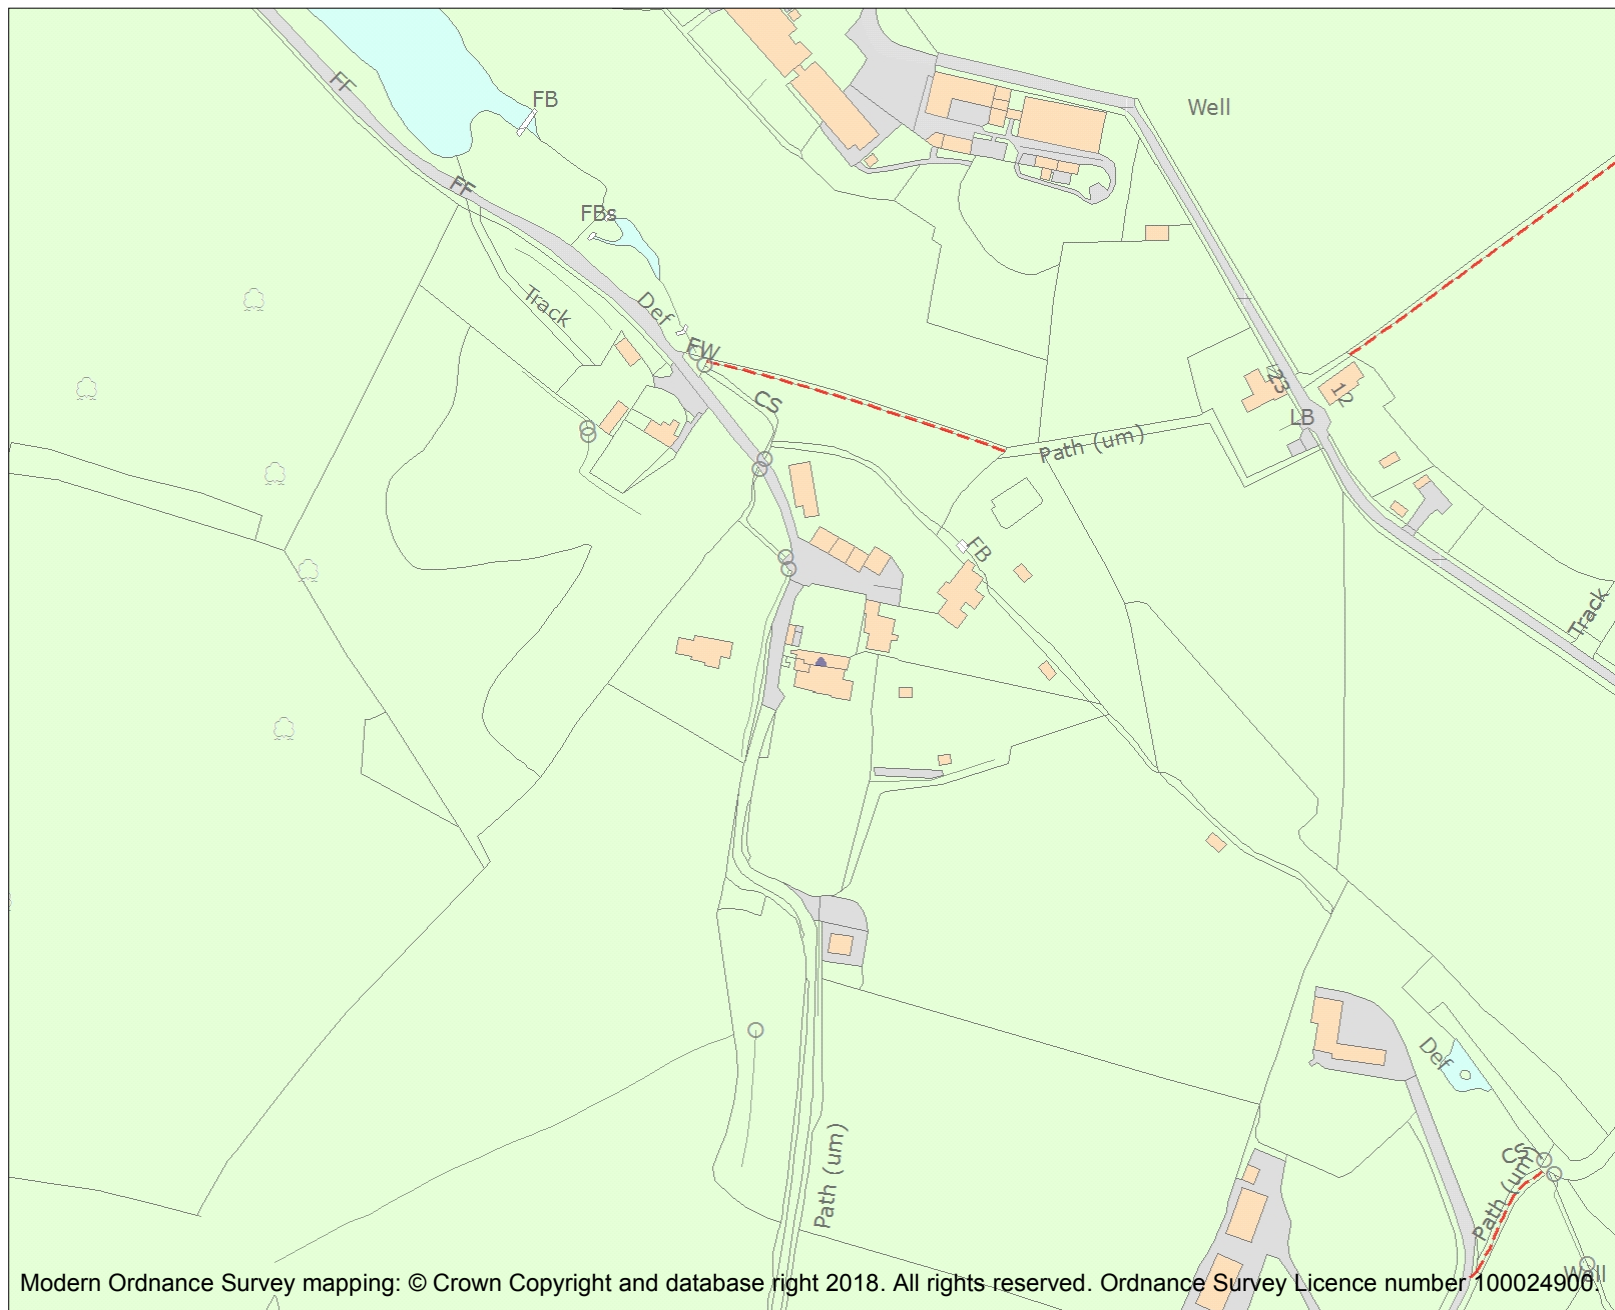 FF
FB
Well
FF
FBs
Def
Track
FW
23
12
CS
LB
Path (um)
FB
Track
Def
CS
Path (um)
Path (um)
Well
Modern Ordnance Survey mapping: © Crown Copyright and database right 2018. All rights reserved. Ordnance Survey Licence number 100024900.